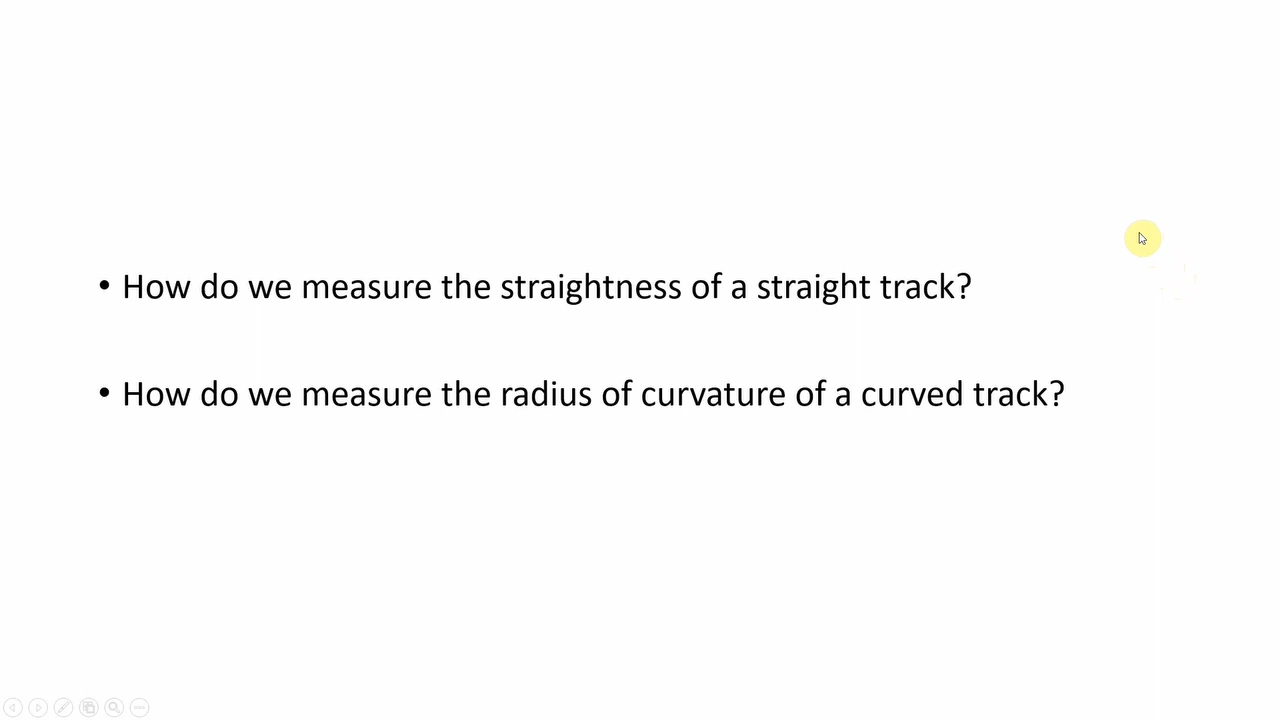 • How do we measure the straightness of a straight track?
• How do we measure the radius of curvature of a curved track?